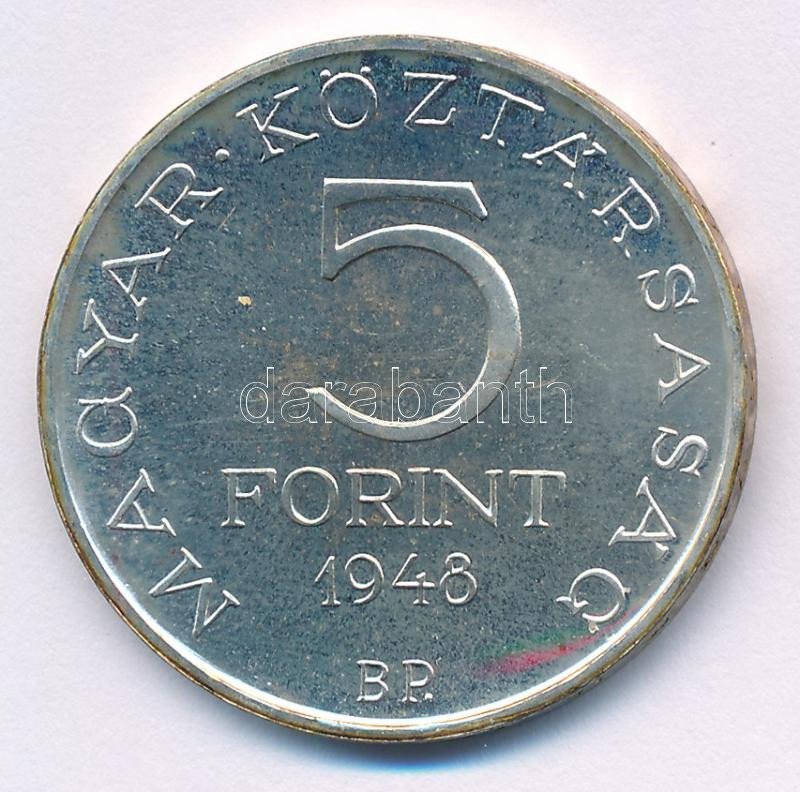 MAGYAR·KÖZTÁRSASÁG
5
FORINT
1948
BP.
darabanth